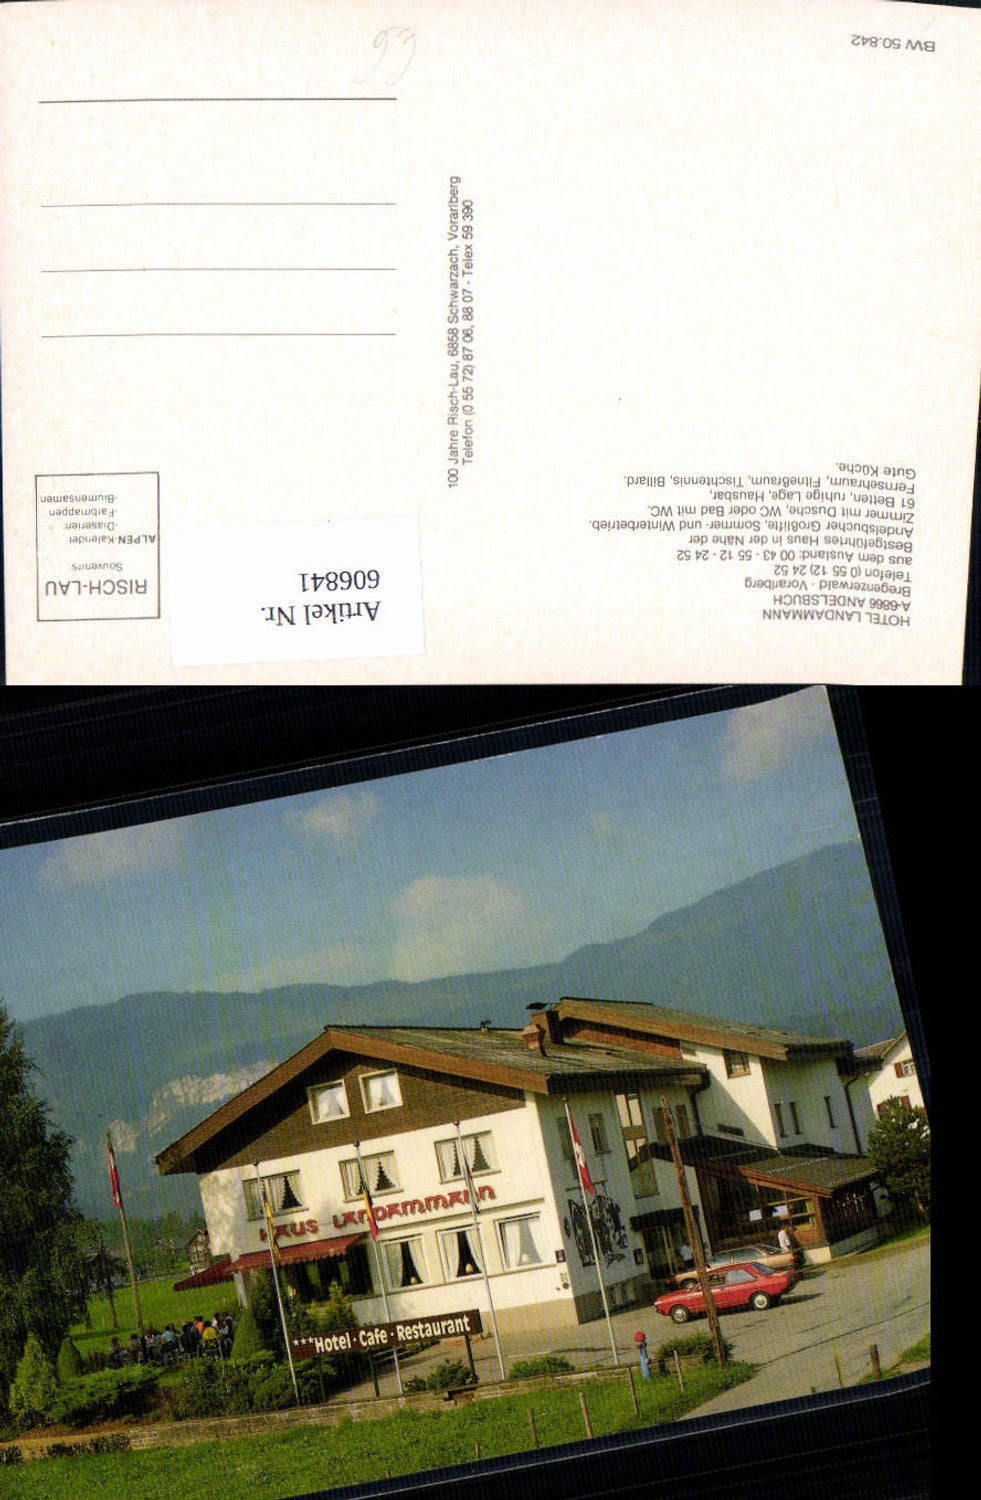 HOTEL LANDAMMANN
A-6866 ANDELSBUCH
Bregenzerwald - Vorarlberg
Telefon (0 55 12) 24 52
aus dem Ausland: 00 43 - 55 12 - 24 52
Bestgeführtes Haus in der Nähe der
Andelsbucher Großlifte, Sommer- und Winterbetrieb.
Zimmer mit Dusche, WC oder Bad mit WC.
61 Betten, ruhige Lage, Hausbar,
Fernsehraum, Fitneßraum, Tischtennis, Billard.
Gute Küche.
BW 50.842
100 Jahre Risch-Lau, 6858 Schwarzach, Vorarlberg
Telefon (0 55 72) 87 06, 88 07 - Telex 59 390
Artikel Nr.
606841
RISCH-LAU
Souvenirs
ALPEN-Kalender
-Diaserien
-Farbmappen
-Blumensamen
93
HAUS LANDAMMANN
***Hotel · Cafe · Restaurant